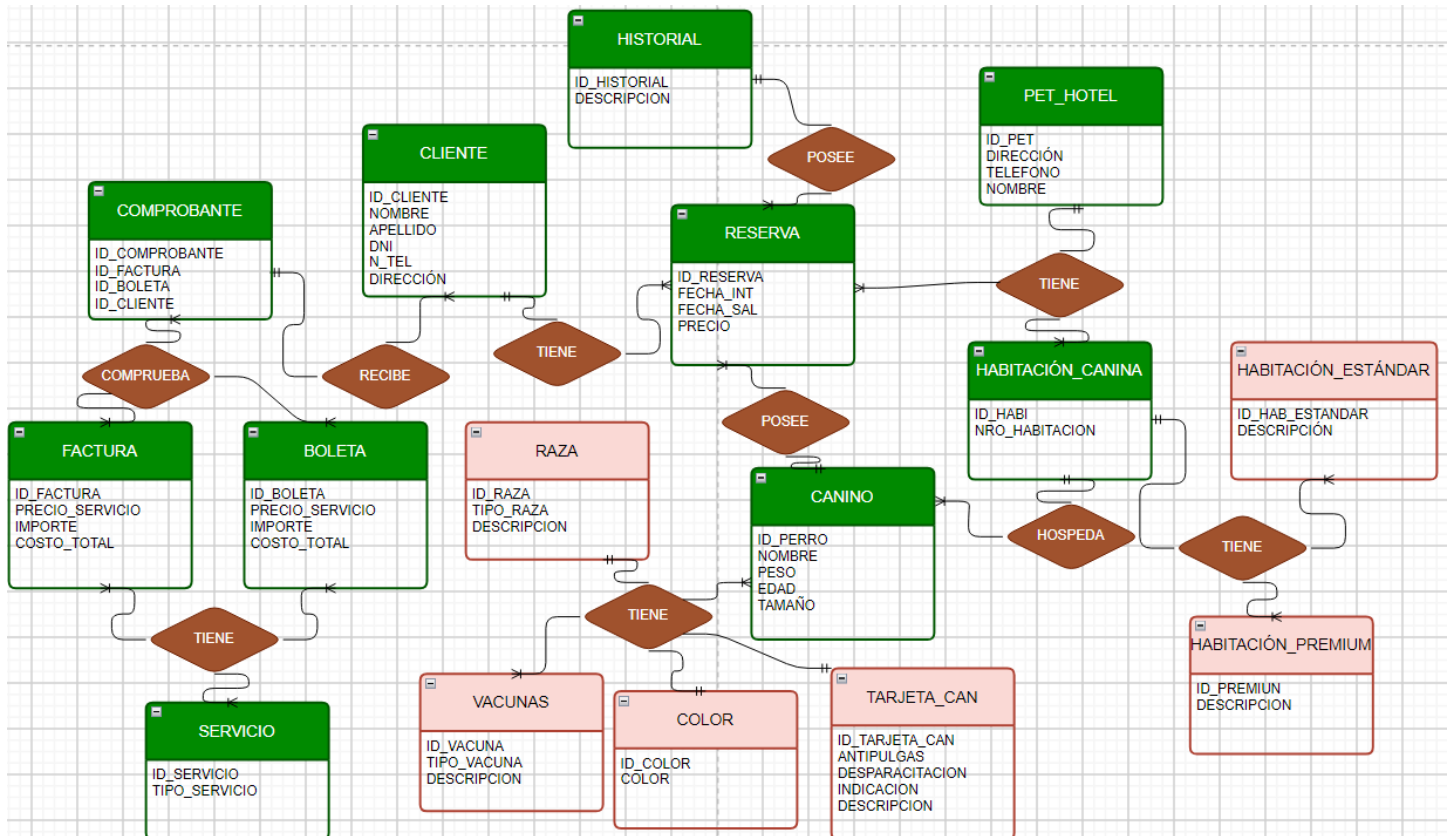 HISTORIAL
ID_HISTORIAL
DESCRIPCION
PET_HOTEL
ID_PET
DIRECCIÓN
TELEFONO
NOMBRE
POSEE
CLIENTE
ID_CLIENTE
NOMBRE
APELLIDO
DNI
N_TEL
DIRECCIÓN
COMPROBANTE
ID_COMPROBANTE
ID_FACTURA
ID_BOLETA
ID_CLIENTE
RESERVA
ID_RESERVA
FECHA_INT
FECHA_SAL
PRECIO
TIENE
TIENE
COMPRUEBA
RECIBE
HABITACIÓN_CANINA
ID_HABI
NRO_HABITACION
HABITACIÓN_ESTÁNDAR
ID_HAB_ESTANDAR
DESCRIPCIÓN
POSEE
FACTURA
ID_FACTURA
PRECIO_SERVICIO
IMPORTE
COSTO_TOTAL
BOLETA
ID_BOLETA
PRECIO_SERVICIO
IMPORTE
COSTO_TOTAL
RAZA
ID_RAZA
TIPO_RAZA
DESCRIPCION
CANINO
ID_PERRO
NOMBRE
PESO
EDAD
TAMAÑO
HOSPEDA
TIENE
TIENE
TIENE
HABITACIÓN_PREMIUM
ID_PREMIUN
DESCRIPCION
VACUNAS
ID_VACUNA
TIPO_VACUNA
DESCRIPCION
COLOR
ID_COLOR
COLOR
TARJETA_CAN
ID_TARJETA_CAN
ANTIPULGAS
DESPARACITACION
INDICACION
DESCRIPCION
SERVICIO
ID_SERVICIO
TIPO_SERVICIO